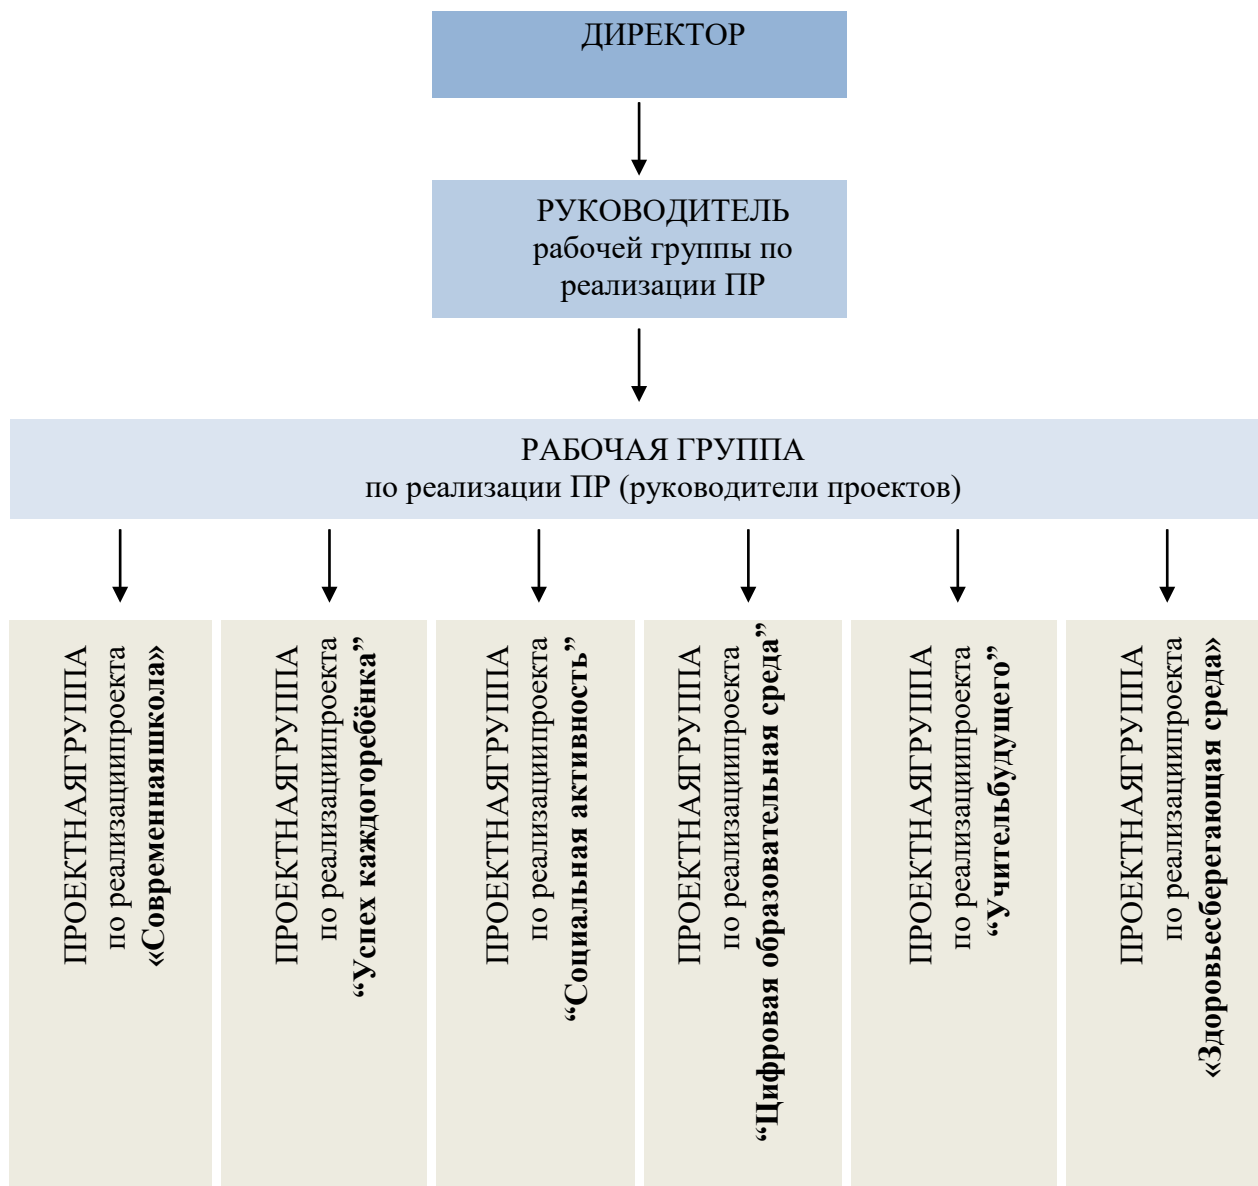 ДИРЕКТОР
РУКОВОДИТЕЛЬ
рабочей группы по
реализации ПР
РАБОЧАЯ ГРУППА
по реализации ПР (руководители проектов)
ПРОЕКТНАЯГРУППА
по реализациипроекта
«Современнаяшкола»
ПРОЕКТНАЯГРУППА
по реализациипроекта
“Успех каждогоребёнка”
ПРОЕКТНАЯГРУППА
по реализациипроекта
“Социальная активность”
ПРОЕКТНАЯГРУППА
по реализациипроекта
“Цифровая образовательная среда”
ПРОЕКТНАЯГРУППА
по реализациипроекта
“Учительбудущего”
ПРОЕКТНАЯГРУППА
по реализациипроекта
«Здоровьесберегающая среда»